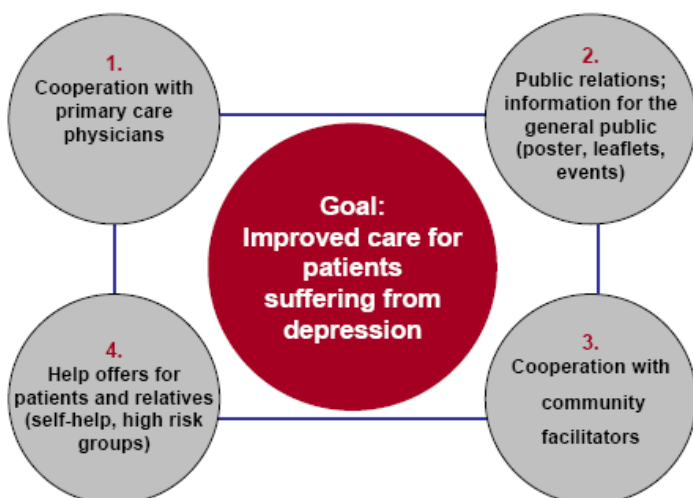 1.
Cooperation with
primary care
physicians
2.
Public relations;
information for the
general public
(poster, leaflets,
events)
Goal:
Improved care for
patients
suffering from
depression
4.
Help offers for
patients and relatives
(self-help, high risk
groups)
3.
Cooperation with
community
facilitators